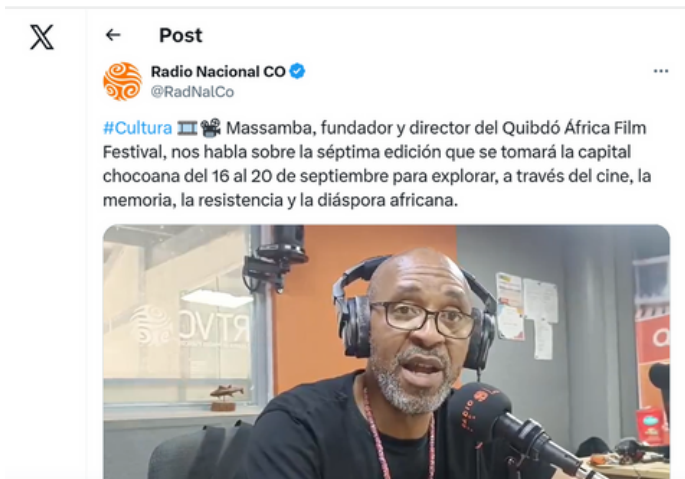 Post
Radio Nacional CO
@RadNalCo
#Cultura 🎞️📽️ Massamba, fundador y director del Quibdó África Film
Festival, nos habla sobre la séptima edición que se tomará la capital
chocoana del 16 al 20 de septiembre para explorar, a través del cine, la
memoria, la resistencia y la diáspora africana.
RTVC